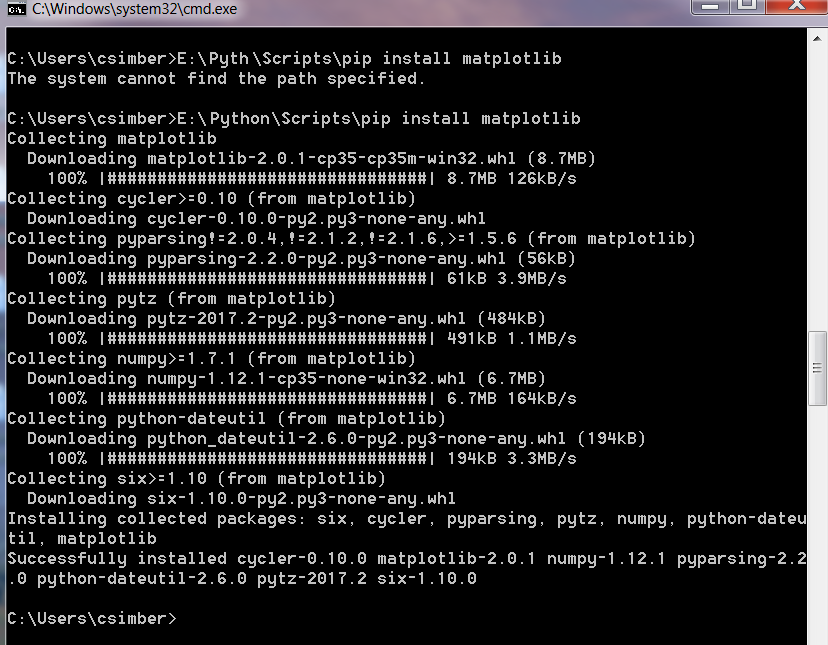 C:\Windows\system32\cmd.exe
C:\Users\csimber>E:\Pyth\Scripts\pip install matplotlib
The system cannot find the path specified.
C:\Users\csimber>E:\Python\Scripts\pip install matplotlib
Collecting matplotlib
Downloading matplotlib-2.0.1-cp35-cp35m-win32.whl (8.7MB)
100% |################################| 8.7MB 126kB/s
Collecting cycler>=0.10 (from matplotlib)
Downloading cycler-0.10.0-py2.py3-none-any.whl
Collecting pyparsing!=2.0.4,!=2.1.2,!=2.1.6,>=1.5.6 (from matplotlib)
Downloading pyparsing-2.2.0-py2.py3-none-any.whl (56kB)
100% |################################| 61kB 3.9MB/s
Collecting pytz (from matplotlib)
Downloading pytz-2017.2-py2.py3-none-any.whl (484kB)
100% |################################| 491kB 1.1MB/s
Collecting numpy>=1.7.1 (from matplotlib)
Downloading numpy-1.12.1-cp35-none-win32.whl (6.7MB)
100% |################################| 6.7MB 164kB/s
Collecting python-dateutil (from matplotlib)
Downloading python_dateutil-2.6.0-py2.py3-none-any.whl (194kB)
100% |################################| 194kB 3.3MB/s
Collecting six>=1.10 (from matplotlib)
Downloading six-1.10.0-py2.py3-none-any.whl
Installing collected packages: six, cycler, pyparsing, pytz, numpy, python-dateu
til, matplotlib
Successfully installed cycler-0.10.0 matplotlib-2.0.1 numpy-1.12.1 pyparsing-2.2
.0 python-dateutil-2.6.0 pytz-2017.2 six-1.10.0
C:\Users\csimber>